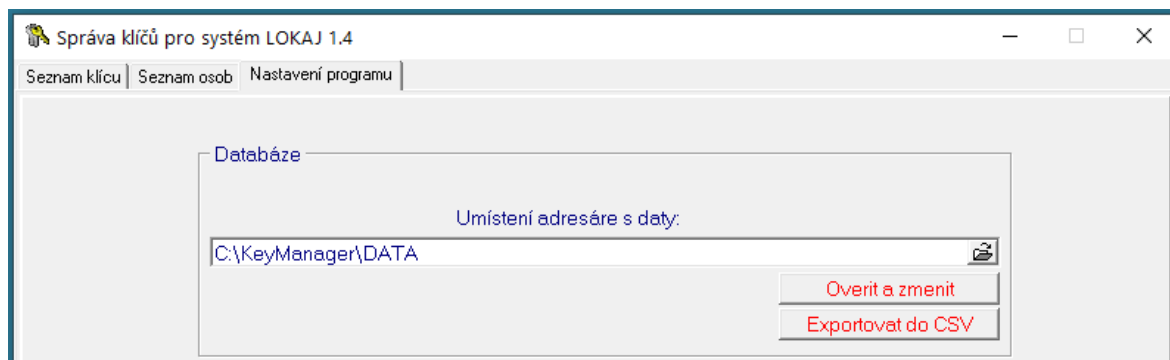 Správa klíčů pro systém LOKAJ 1.4
Seznam klícu Seznam osob Nastavení programu
Databáze
Umístení adresáre s daty:
C:\KeyManager\DATA
Overit a zmenit
Exportovat do CSV